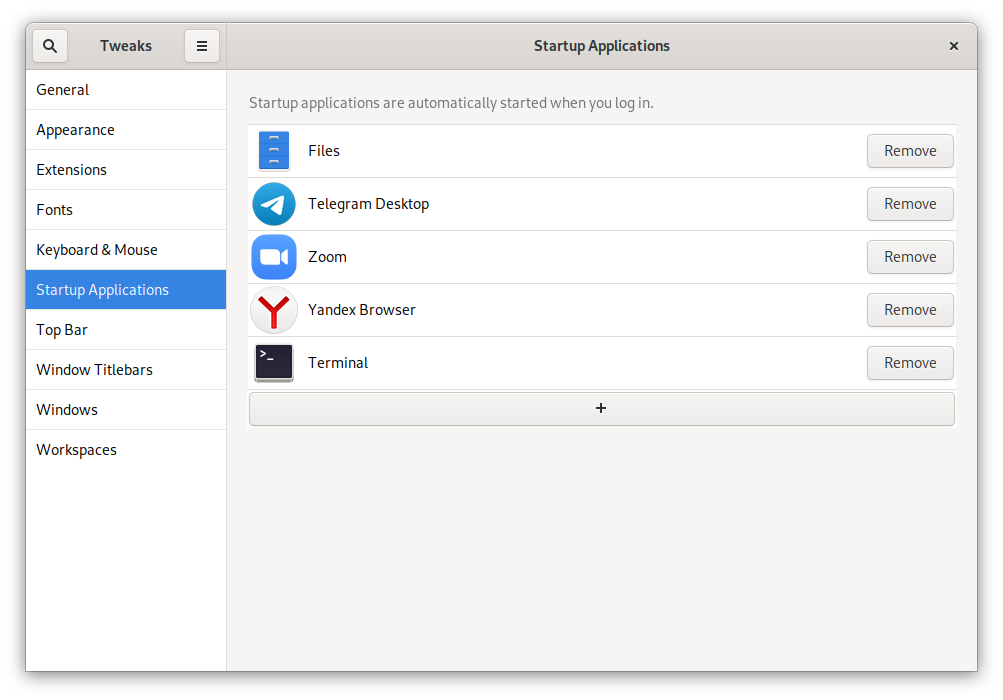 Tweaks
Startup Applications
General
Appearance
Extensions
Fonts
Keyboard & Mouse
Startup Applications
Top Bar
Window Titlebars
Windows
Workspaces
Startup applications are automatically started when you log in.
Files Remove
Telegram Desktop Remove
Zoom Remove
Yandex Browser Remove
>_ Terminal Remove
+